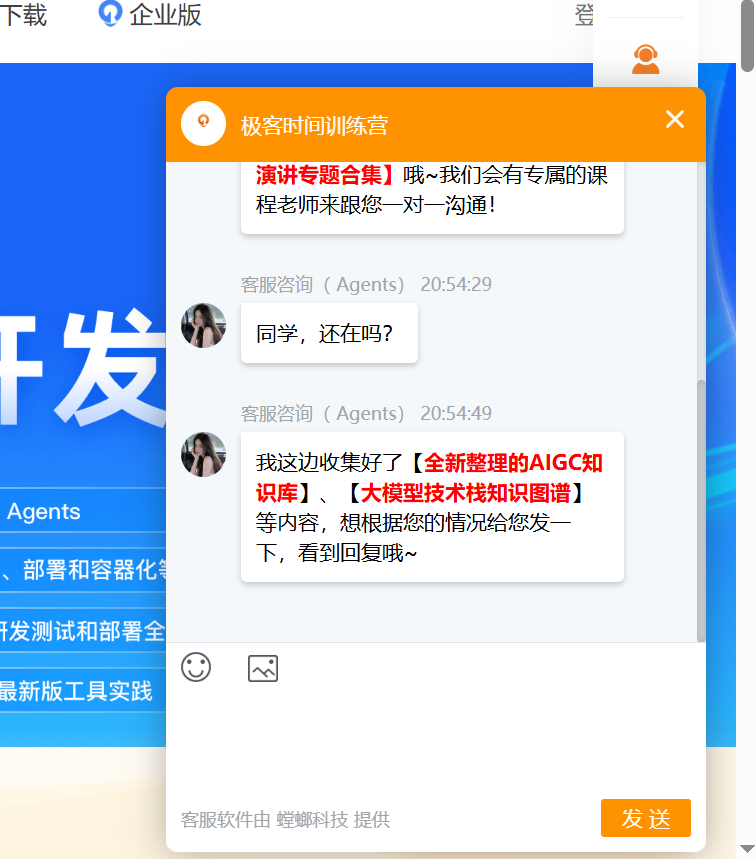 下载
企业版
登
极客时间训练营
演讲专题合集】哦~我们会有专属的课
程老师来跟您一对一沟通!
客服咨询（Agents） 20:54:29
同学，还在吗?
客服咨询（Agents） 20:54:49
我这边收集好了【全新整理的AIGC知
识库】、【大模型技术栈知识图谱】
等内容，想根据您的情况给您发一
下，看到回复哦~
开发
Agents
、部署和容器化等
研发测试和部署全
最新版工具实践
客服软件由 螳螂科技 提供
发 送